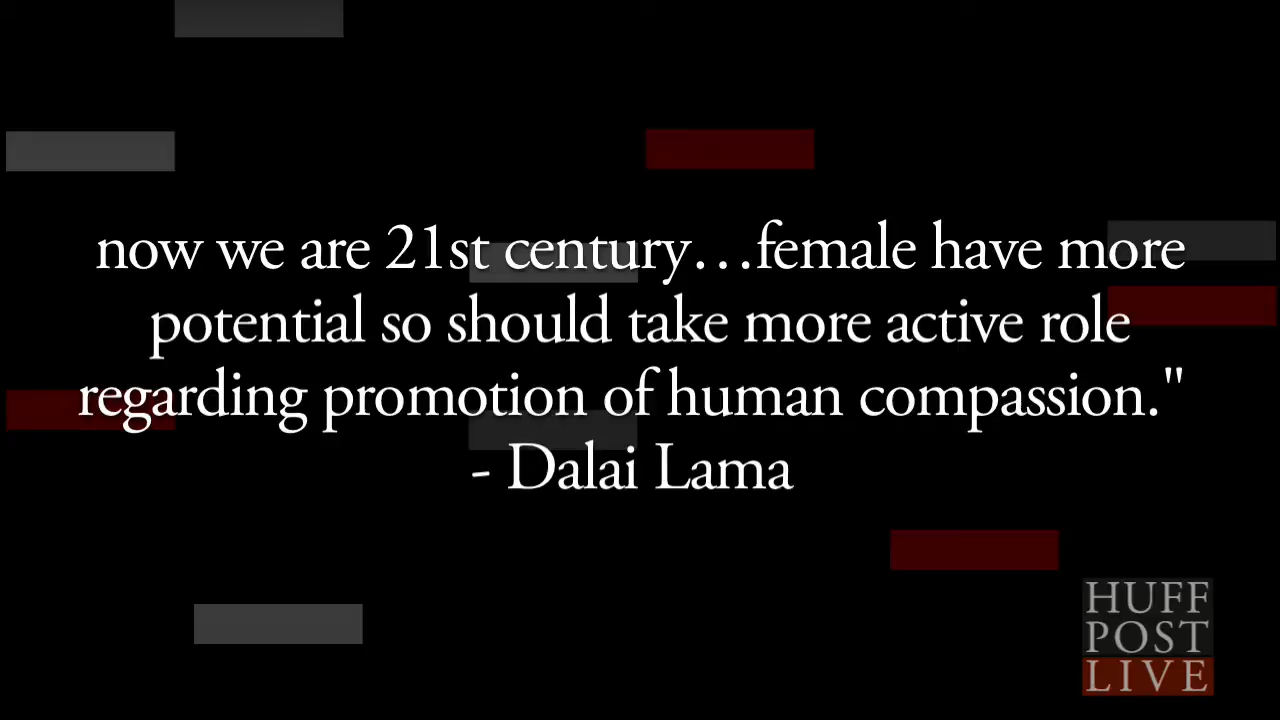 now we are 21st century...female have more
potential so should take more active role
regarding promotion of human compassion."
- Dalai Lama
HUFF
POST
LIVE